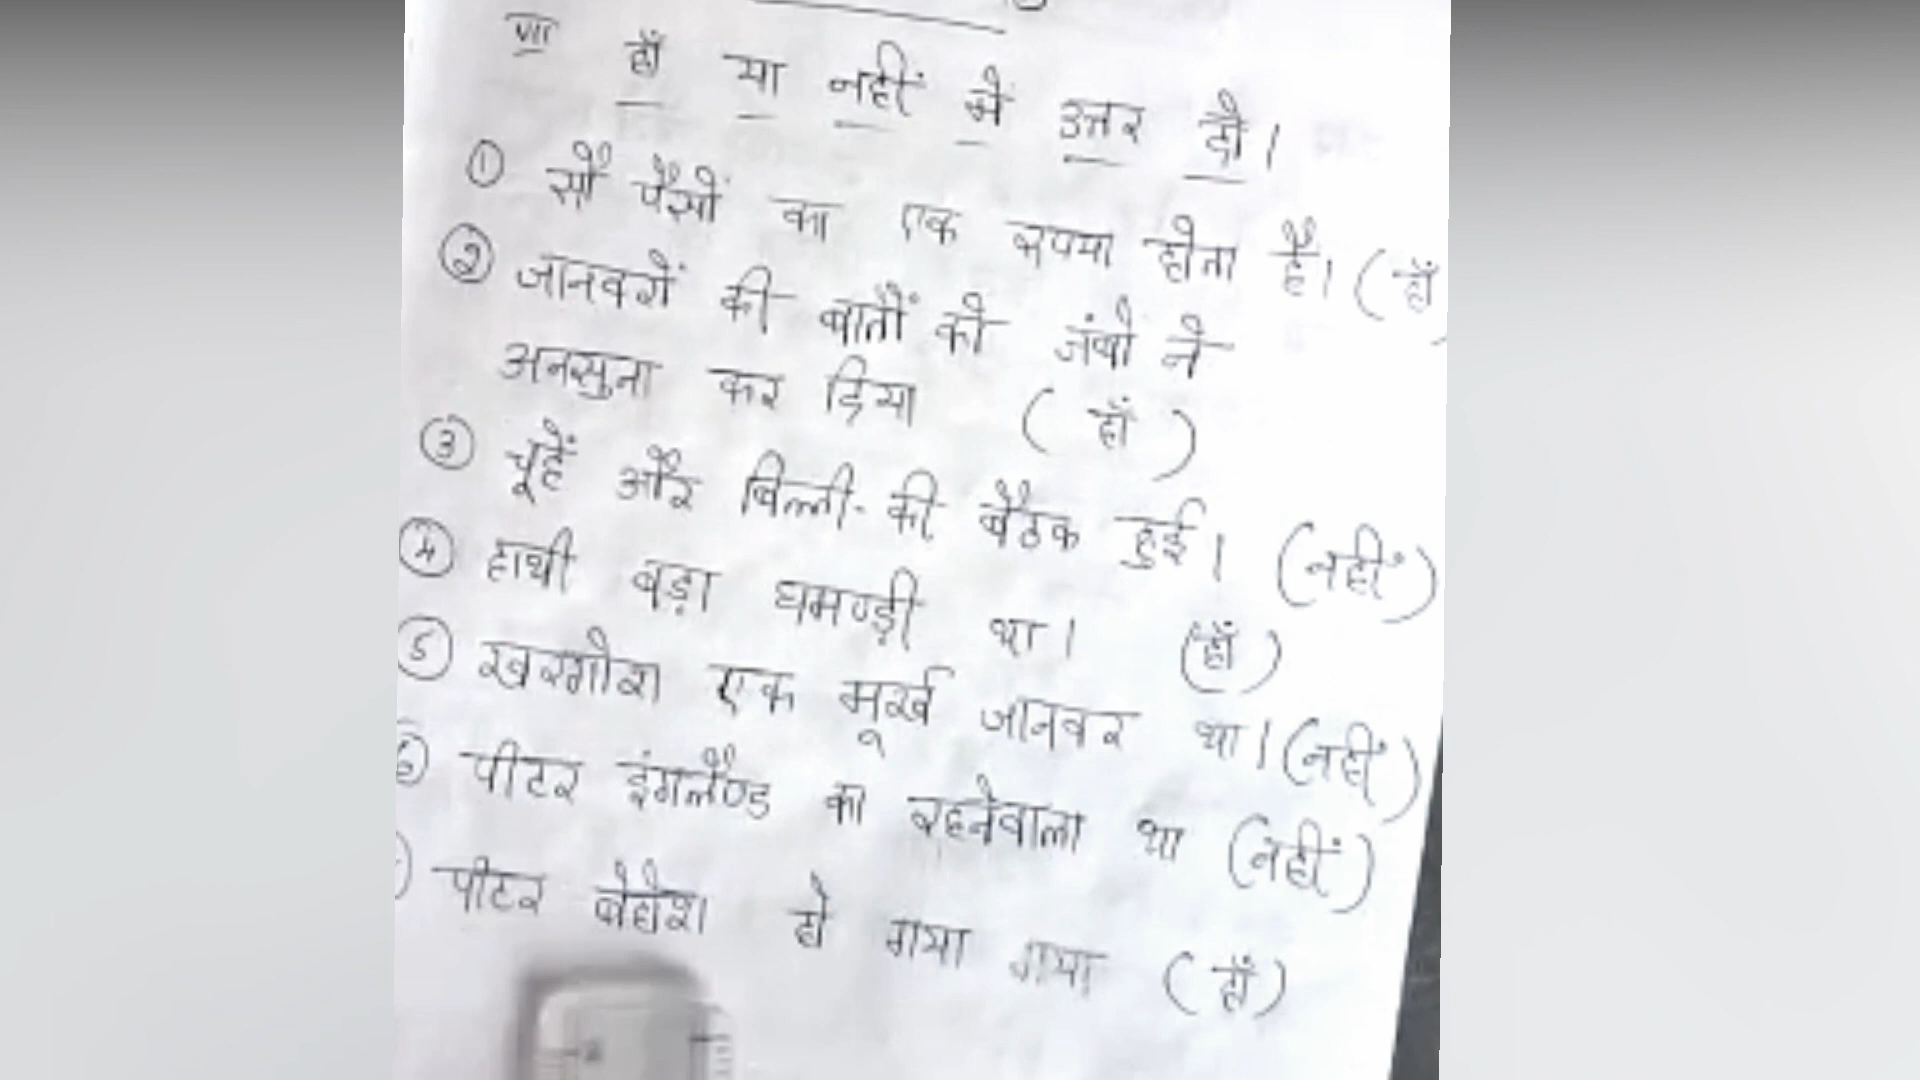 VII हाँ या नहीं में उत्तर दो।
① सौ पैसों का एक रुपया होता है। (हाँ
② जानवरों की बातों को जंबो ने
अनसुना कर दिया (हाँ)
③ चूहें और बिल्ली की बैठक हुई। (नहीं)
④ हाथी बड़ा घमण्ड़ी था। (हाँ)
⑤ खरगोश एक मूर्ख जानवर था। (नहीं)
⑥ पीटर इंगलैण्ड का रहनेवाला था (नहीं)
पीटर बेहोश हो गया गया (हाँ)